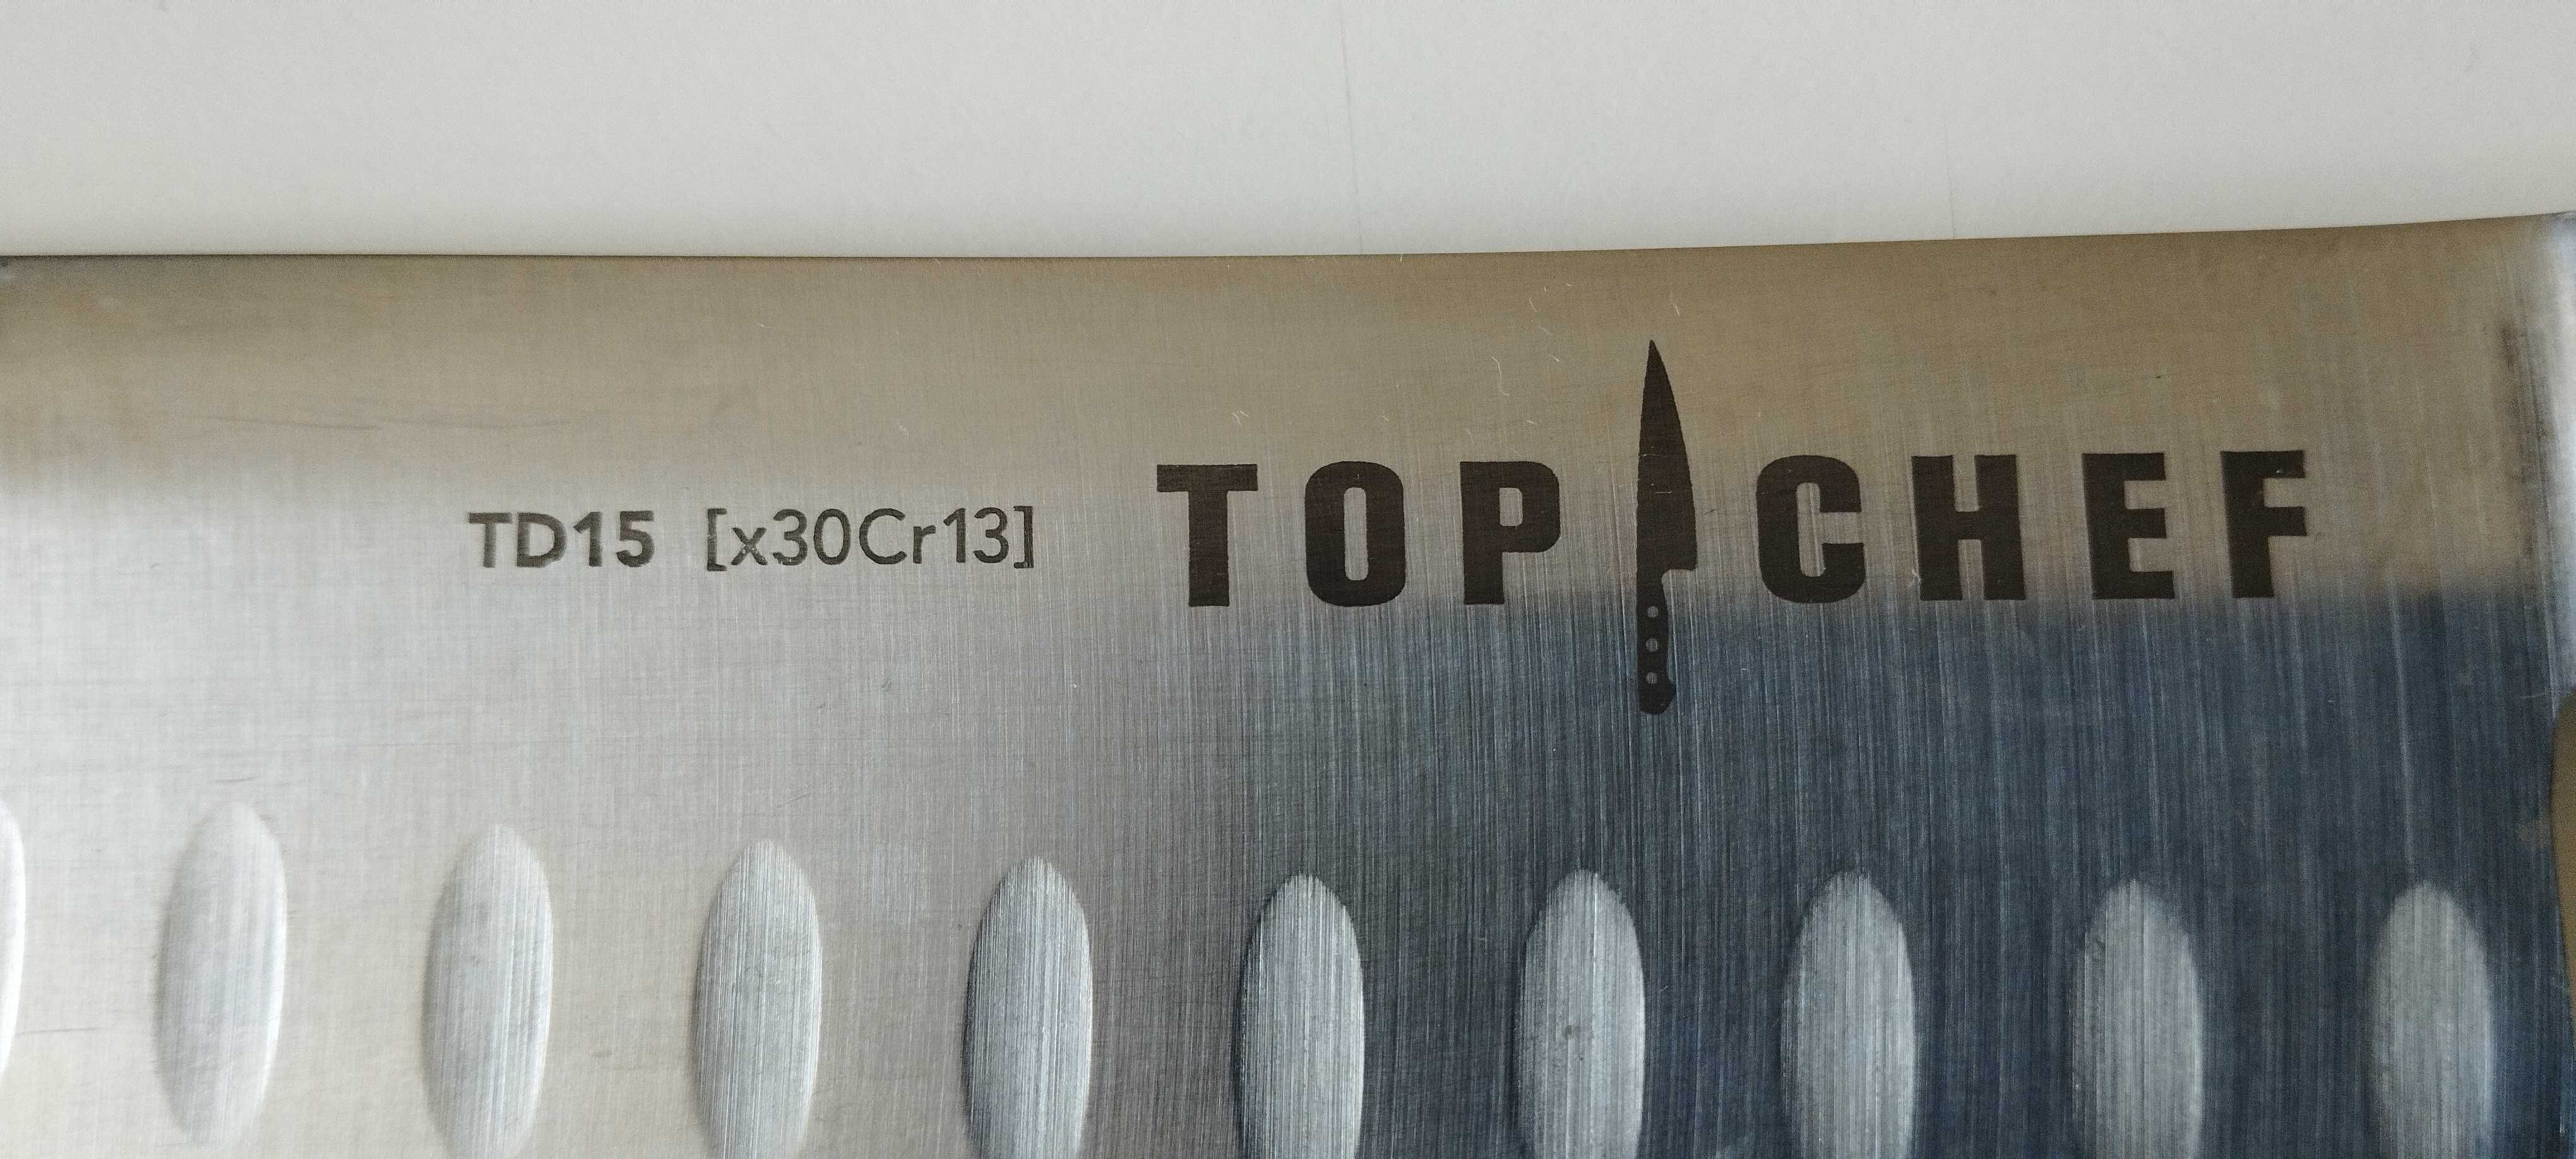 TD15 [x30Cr13] TOP CHEF